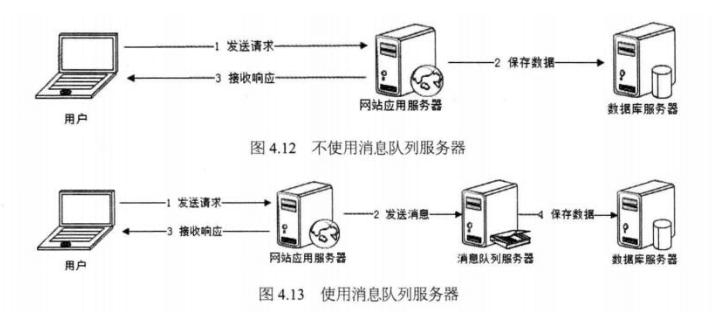 1 发送请求
2 保存数据
3 接收响应
用户
网站应用服务器
数据库服务器
图 4.12 不使用消息队列服务器
1 发送请求
2 发送消息
4 保存数据
3 接收响应
用户
网站应用服务器
消息队列服务器
数据库服务器
图 4.13 使用消息队列服务器